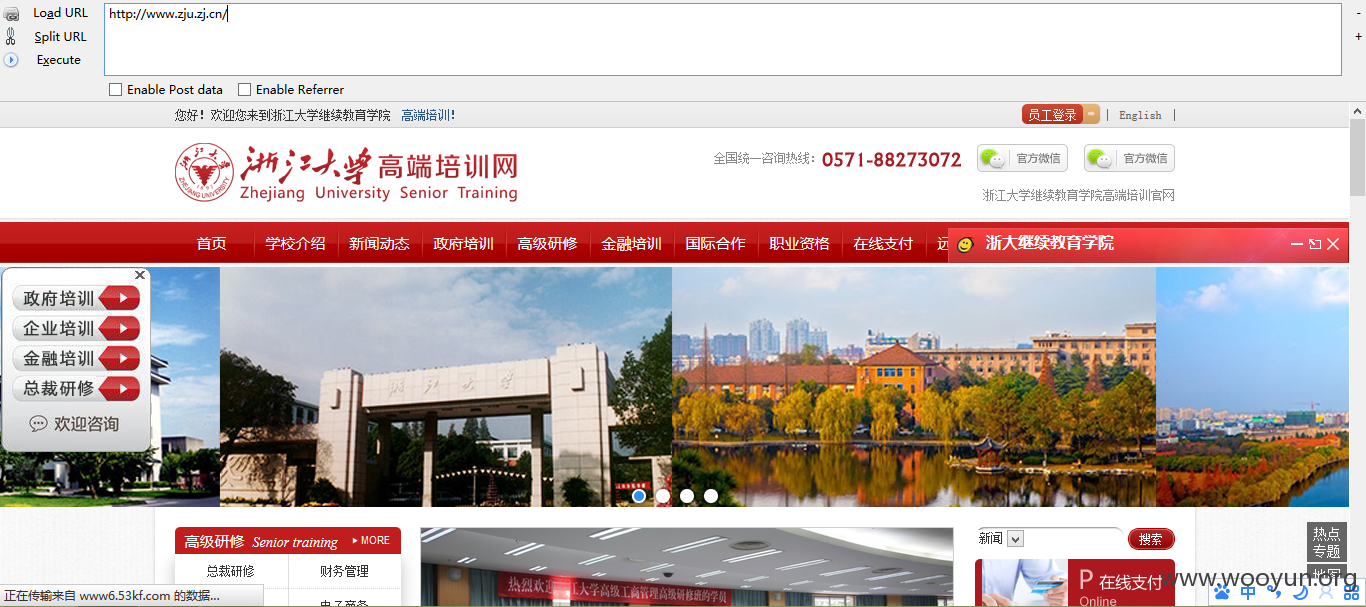 Load URL
http://www.zju.zj.cn/
Split URL
Execute
Enable Post data
Enable Referrer
您好！欢迎您来到浙江大学继续教育学院 高端培训！
员工登录 | English |
浙江大学高端培训网
Zhejiang University Senior Training
全国统一咨询热线：0571-88273072
官方微信
官方微信
浙江大学继续教育学院高端培训官网
首页 学校介绍 新闻动态 政府培训 高级研修 金融培训 国际合作 职业资格 在线支付
浙大继续教育学院
政府培训
企业培训
金融培训
总裁研修
欢迎咨询
浙江大学
高级研修 Senior training MORE
总裁研修 财务管理
电子商务
热烈欢迎
工大学高级工商管理高级研修班的学员
新闻
搜索
P 在线支付
Online
热点
专题
地图
www.wooyun.org
中
正在传输来自 www6.53kf.com 的数据...